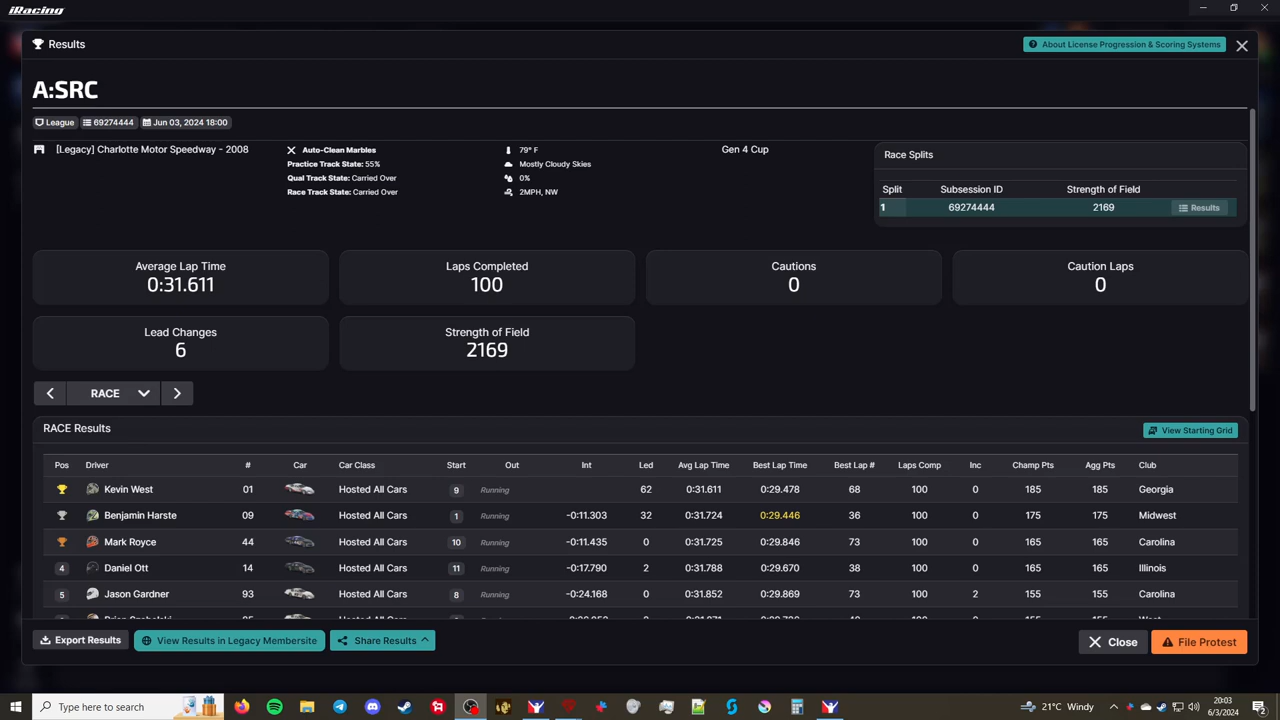 iRacing
Results
About License Progression & Scoring Systems
A:SRC
League 69274444 Jun 03, 2024 18:00
[Legacy] Charlotte Motor Speedway - 2008
Auto-Clean Marbles
Practice Track State: 55%
Qual Track State: Carried Over
Race Track State: Carried Over
79° F
Mostly Cloudy Skies
0%
2MPH, NW
Gen 4 Cup
Race Splits
Split Subsession ID Strength of Field
1 69274444 2169 Results
Average Lap Time
0:31.611
Laps Completed
100
Cautions
0
Caution Laps
0
Lead Changes
6
Strength of Field
2169
RACE
RACE Results
View Starting Grid
Pos Driver # Car Car Class Start Out Int Led Avg Lap Time Best Lap Time Best Lap # Laps Comp Inc Champ Pts Agg Pts Club
Kevin West 01 Hosted All Cars 9 Running 62 0:31.611 0:29.478 68 100 0 185 185 Georgia
Benjamin Harste 09 Hosted All Cars 1 Running -0:11.303 32 0:31.724 0:29.446 36 100 0 175 175 Midwest
Mark Royce 44 Hosted All Cars 10 Running -0:11.435 0 0:31.725 0:29.846 73 100 0 165 165 Carolina
4 Daniel Ott 14 Hosted All Cars 11 Running -0:17.790 2 0:31.788 0:29.670 38 100 0 165 165 Illinois
5 Jason Gardner 93 Hosted All Cars 8 Running -0:24.168 0 0:31.852 0:29.869 73 100 2 155 155 Carolina
Export Results
View Results in Legacy Membersite
Share Results
Close
File Protest
Type here to search
21°C Windy
20:03
6/3/2024
2